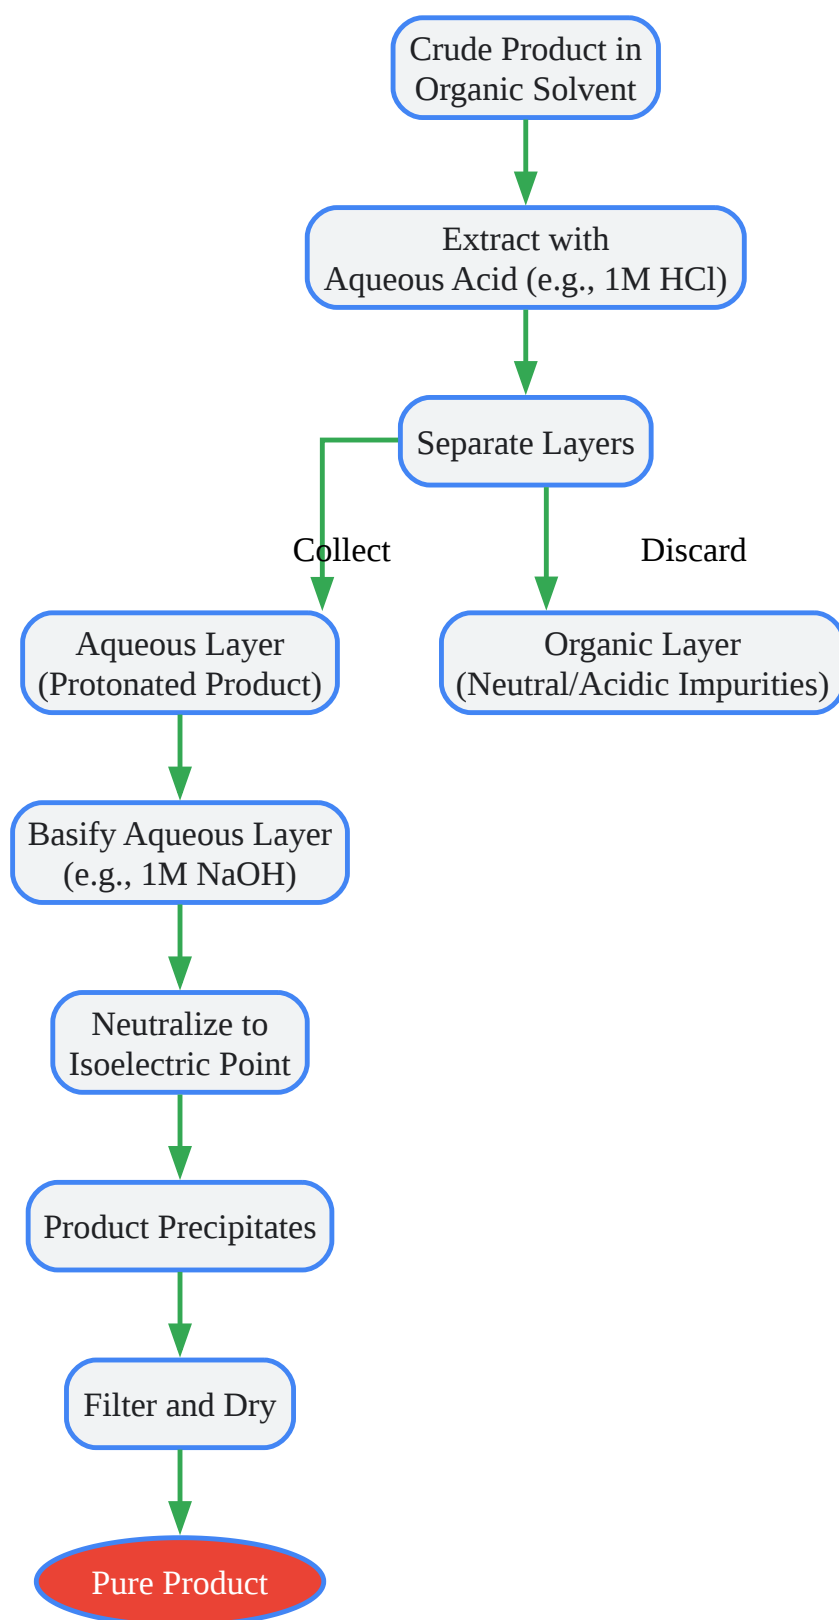 Crude Product in
Organic Solvent
Extract with
Aqueous Acid (e.g., 1M HCl)
Separate Layers
Collect
Discard
Aqueous Layer
(Protonated Product)
Organic Layer
(Neutral/Acidic Impurities)
Basify Aqueous Layer
(e.g., 1M NaOH)
Neutralize to
Isoelectric Point
Product Precipitates
Filter and Dry
Pure Product